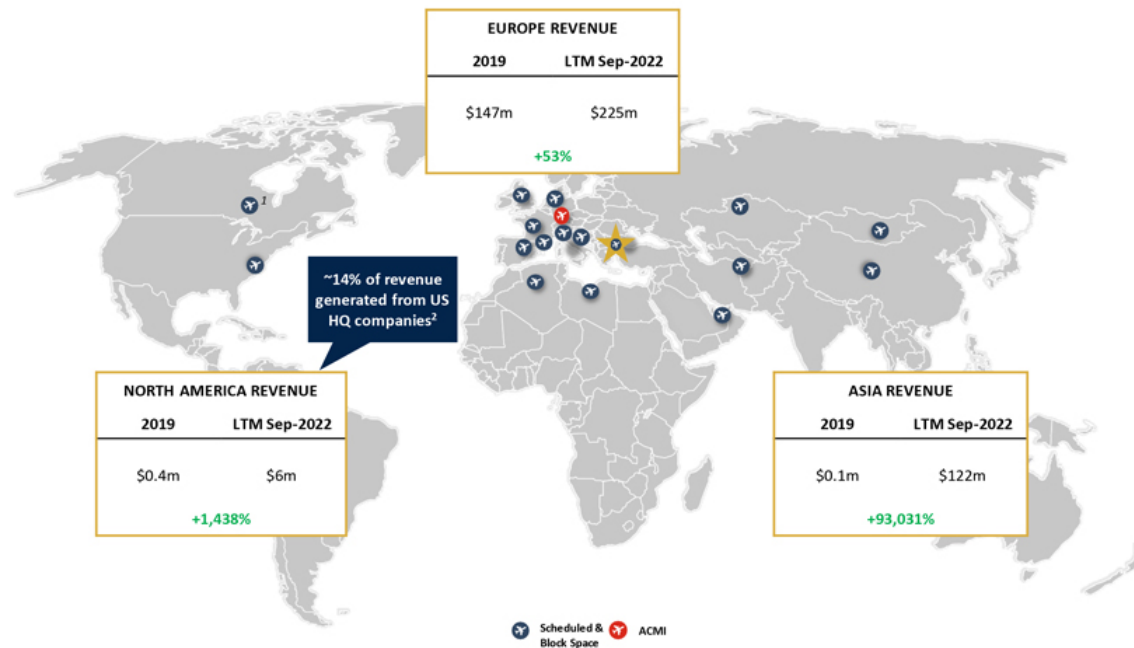 EUROPE REVENUE
2019 LTM Sep-2022
$147m $225m
+53%
1
~14% of revenue
generated from US
HQ companies2
NORTH AMERICA REVENUE
2019 LTM Sep-2022
$0.4m $6m
+1,438%
ASIA REVENUE
2019 LTM Sep-2022
$0.1m $122m
+93,031%
Scheduled &
Block Space
ACMI